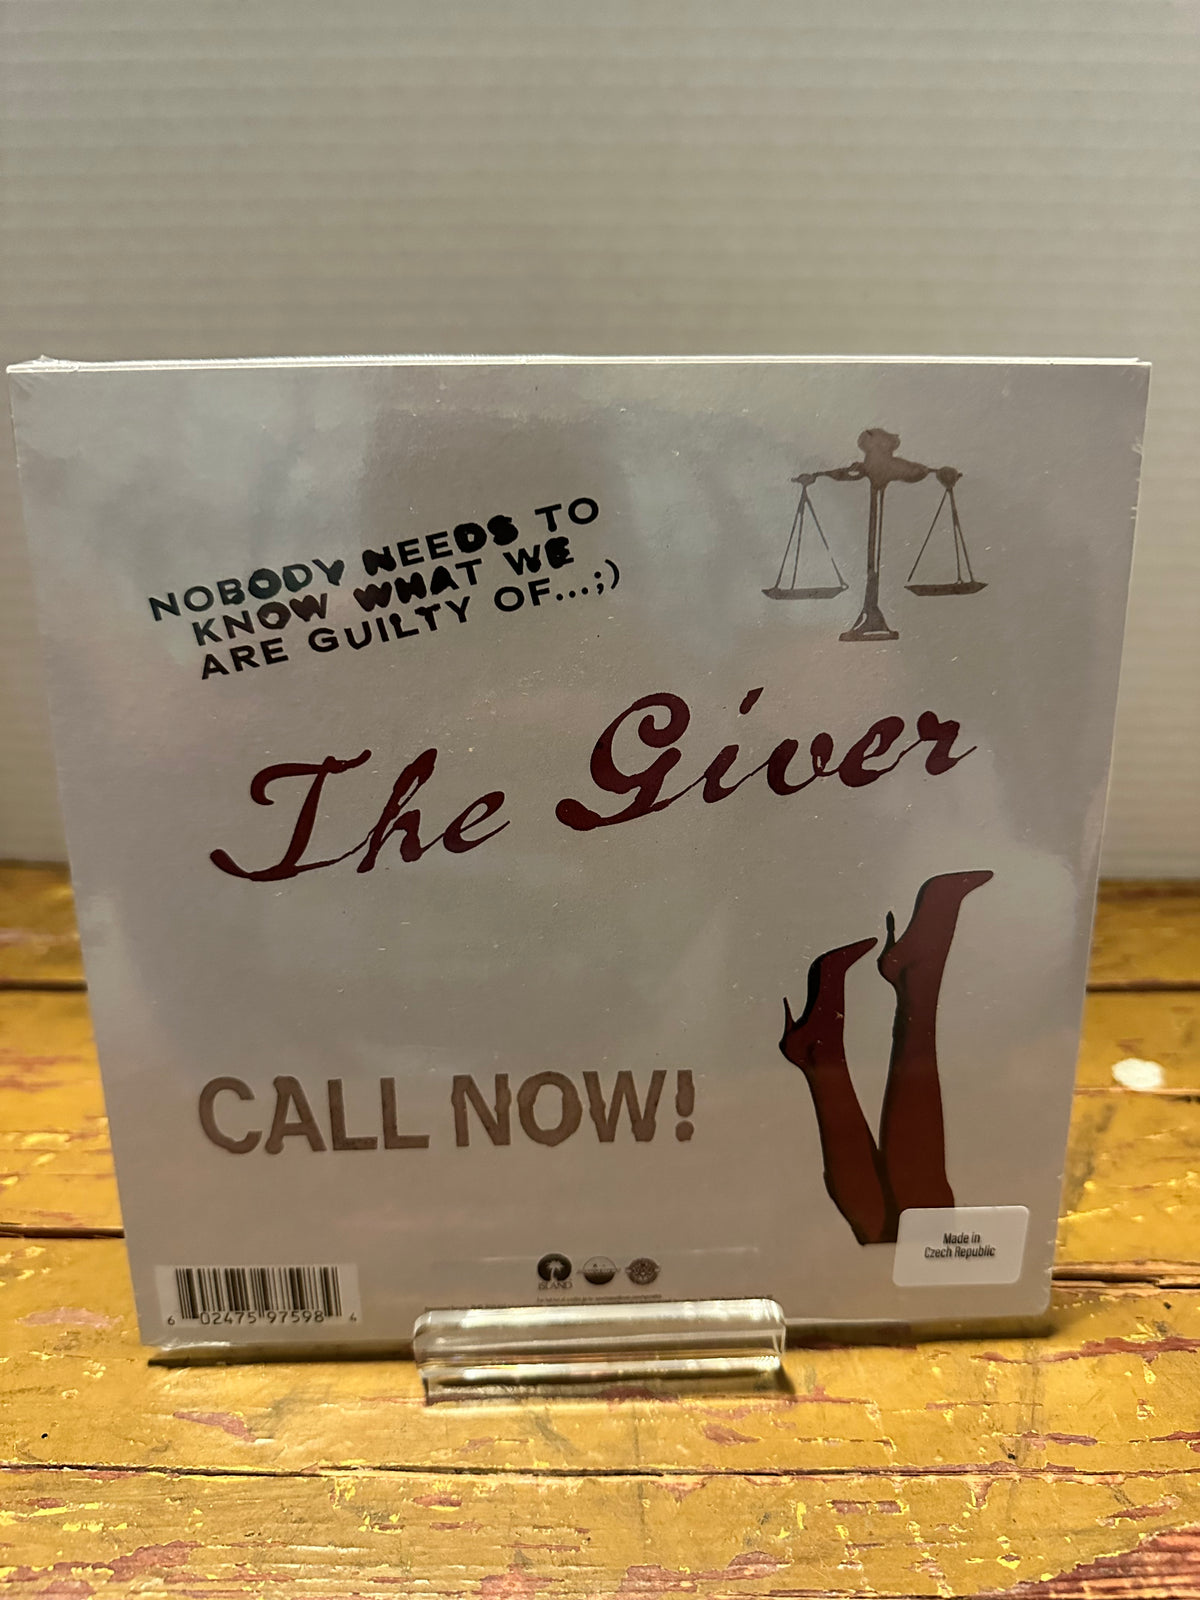 NOBODY NEEDS TO
KNOW WHAT WE
ARE GUILTY OF...;)
The Giver
CALL NOW!
Made in
Czech Republic
ISLAND
6 02475 97598 4